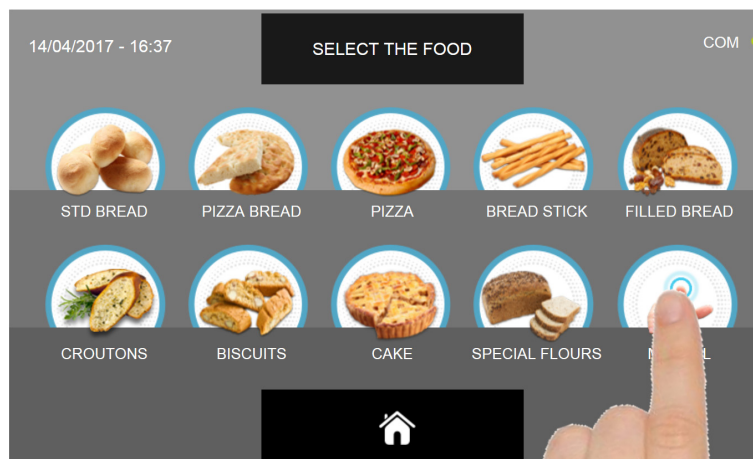 14/04/2017 - 16:37
SELECT THE FOOD
COM
STD BREAD
PIZZA BREAD
PIZZA
BREAD STICK
FILLED BREAD
CROUTONS
BISCUITS
CAKE
SPECIAL FLOURS